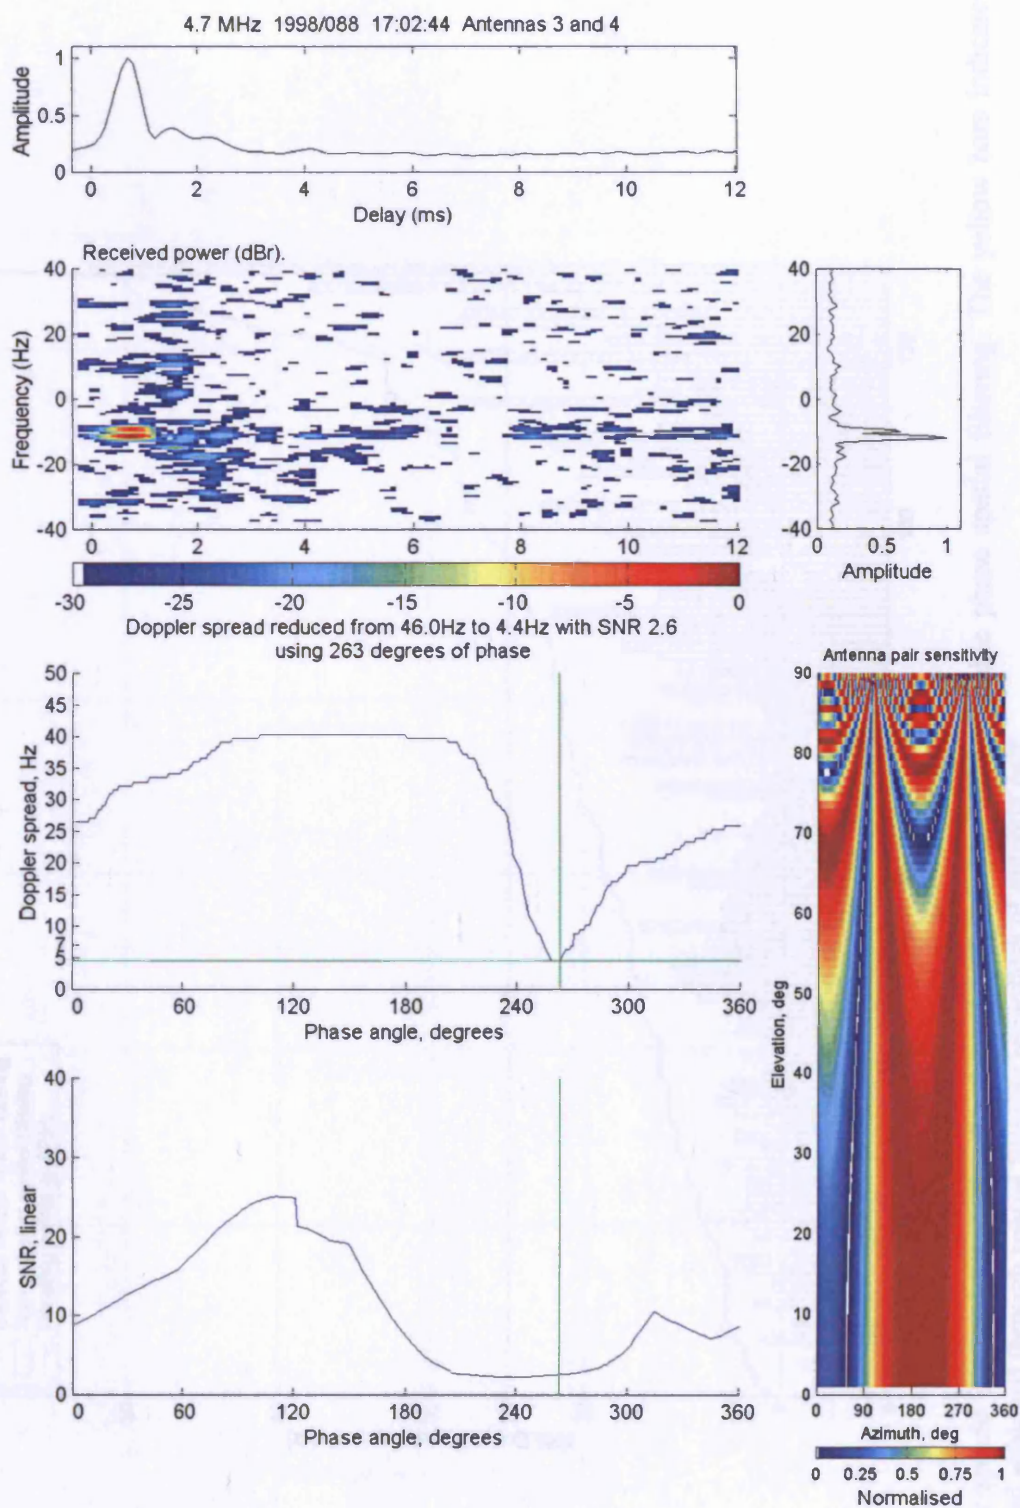 4.7 MHz 1998/088 17:02:44 Antennas 3 and 4
Amplitude
1
0.5
0
0 2 4 6 8 10 12
Delay (ms)
Received power (dBr).
Frequency (Hz)
40
20
0
-20
-40
0 2 4 6 8 10 12
40
20
0
-20
-40
0 0.5 1
Amplitude
-30 -25 -20 -15 -10 -5 0
Doppler spread reduced from 46.0Hz to 4.4Hz with SNR 2.6
using 263 degrees of phase
Doppler spread, Hz
50
45
40
35
30
25
20
15
10
7
5
0
0 60 120 180 240 300 360
Phase angle, degrees
SNR, linear
40
30
20
10
0
0 60 120 180 240 300 360
Phase angle, degrees
Antenna pair sensitivity
Elevation, deg
90
80
70
60
50
40
30
20
10
0 90 180 270 360
Azimuth, deg
0 0.25 0.5 0.75 1
Normalised